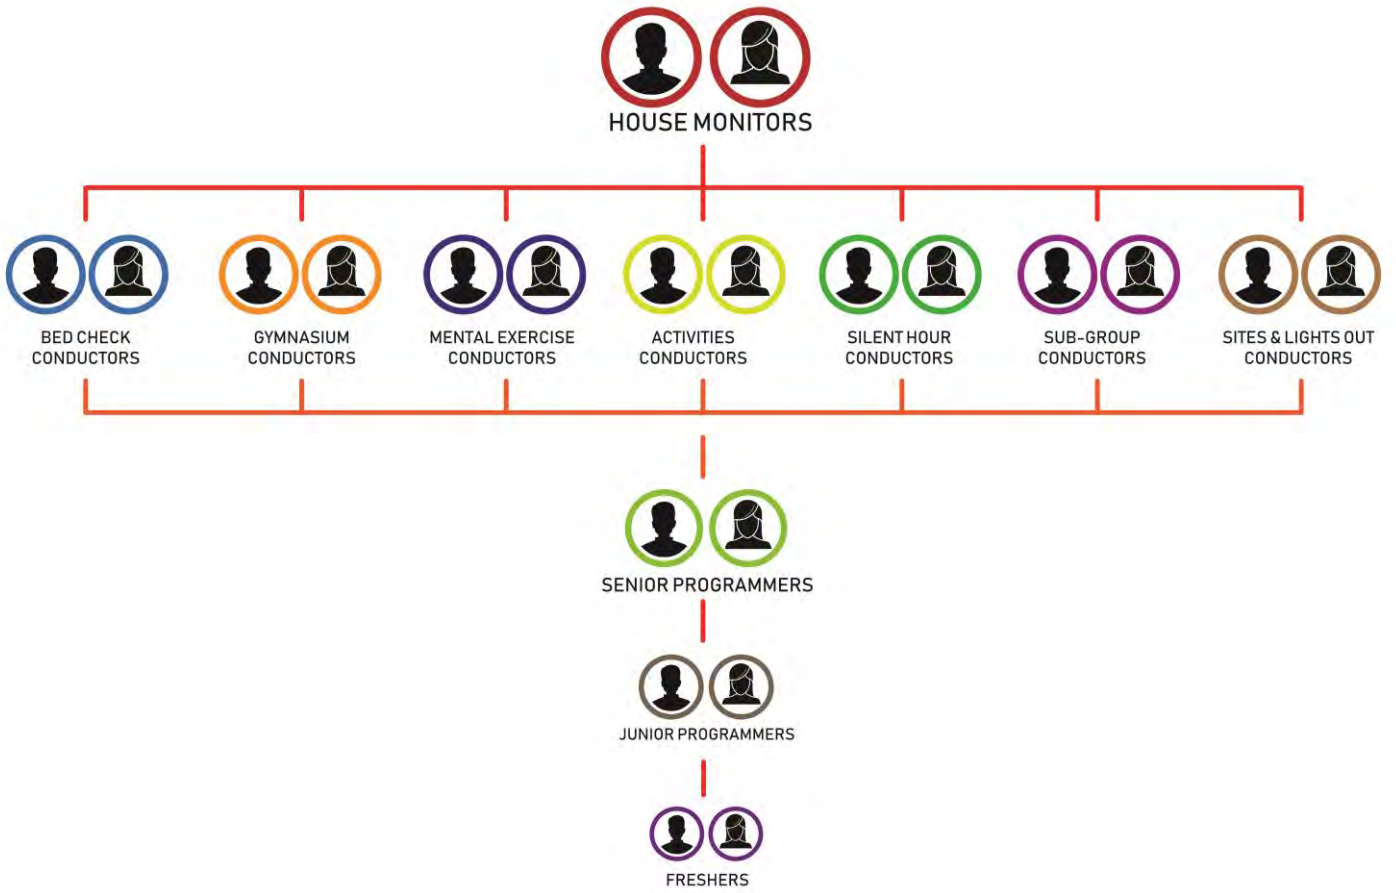 HOUSE MONITORS
BED CHECK
CONDUCTORS
GYMNASIUM
CONDUCTORS
MENTAL EXERCISE
CONDUCTORS
ACTIVITIES
CONDUCTORS
SILENT HOUR
CONDUCTORS
SUB-GROUP
CONDUCTORS
SITES & LIGHTS OUT
CONDUCTORS
SENIOR PROGRAMMERS
JUNIOR PROGRAMMERS
FRESHERS